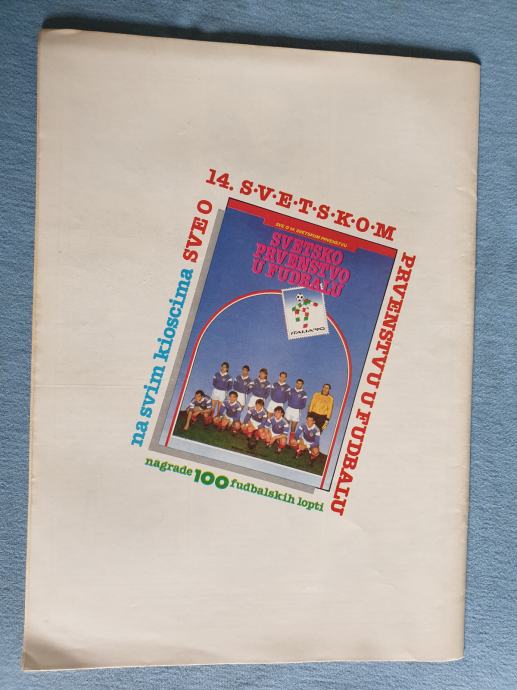 na svim kioscima SVE O
14. S·V·E·T·S·K·O·M
PRVENSTVU U FUDBALU
SVE O 14. SVETSKOM PRVENSTVU
SVETSKO
PRVENSTVO
U FUDBALU
ITALIA'90
nagrade 100 fudbalskih lopti